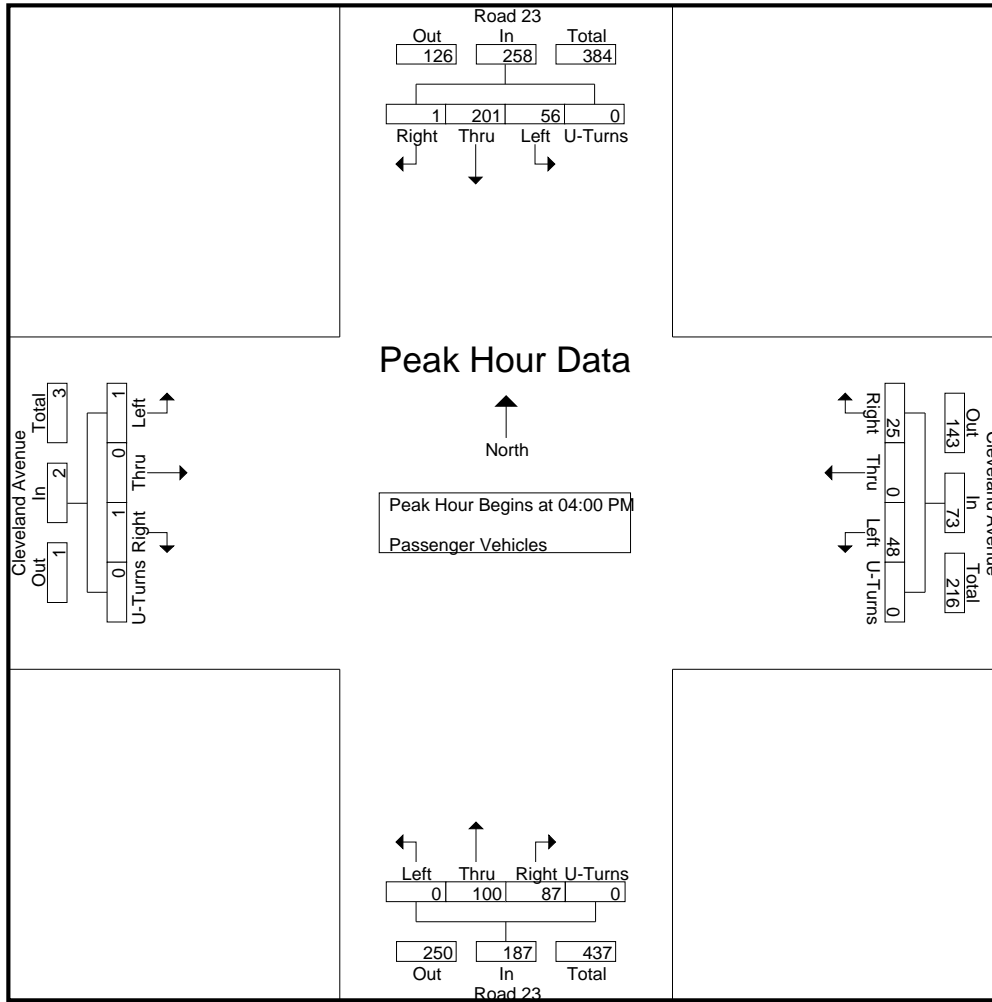 Road 23
Out In Total
126 258 384
1 201 56 0
Right Thru Left U-Turns
Peak Hour Data
North
Peak Hour Begins at 04:00 PM
Passenger Vehicles
Cleveland Avenue
Total In Out
3 2 1
1 0 1 0
Left Thru Right U-Turns
Cleveland Avenue
Out In Total
143 73 216
25 0 48 0
Right Thru Left U-Turns
Left Thru Right U-Turns
0 100 87 0
250 187 437
Out In Total
Road 23